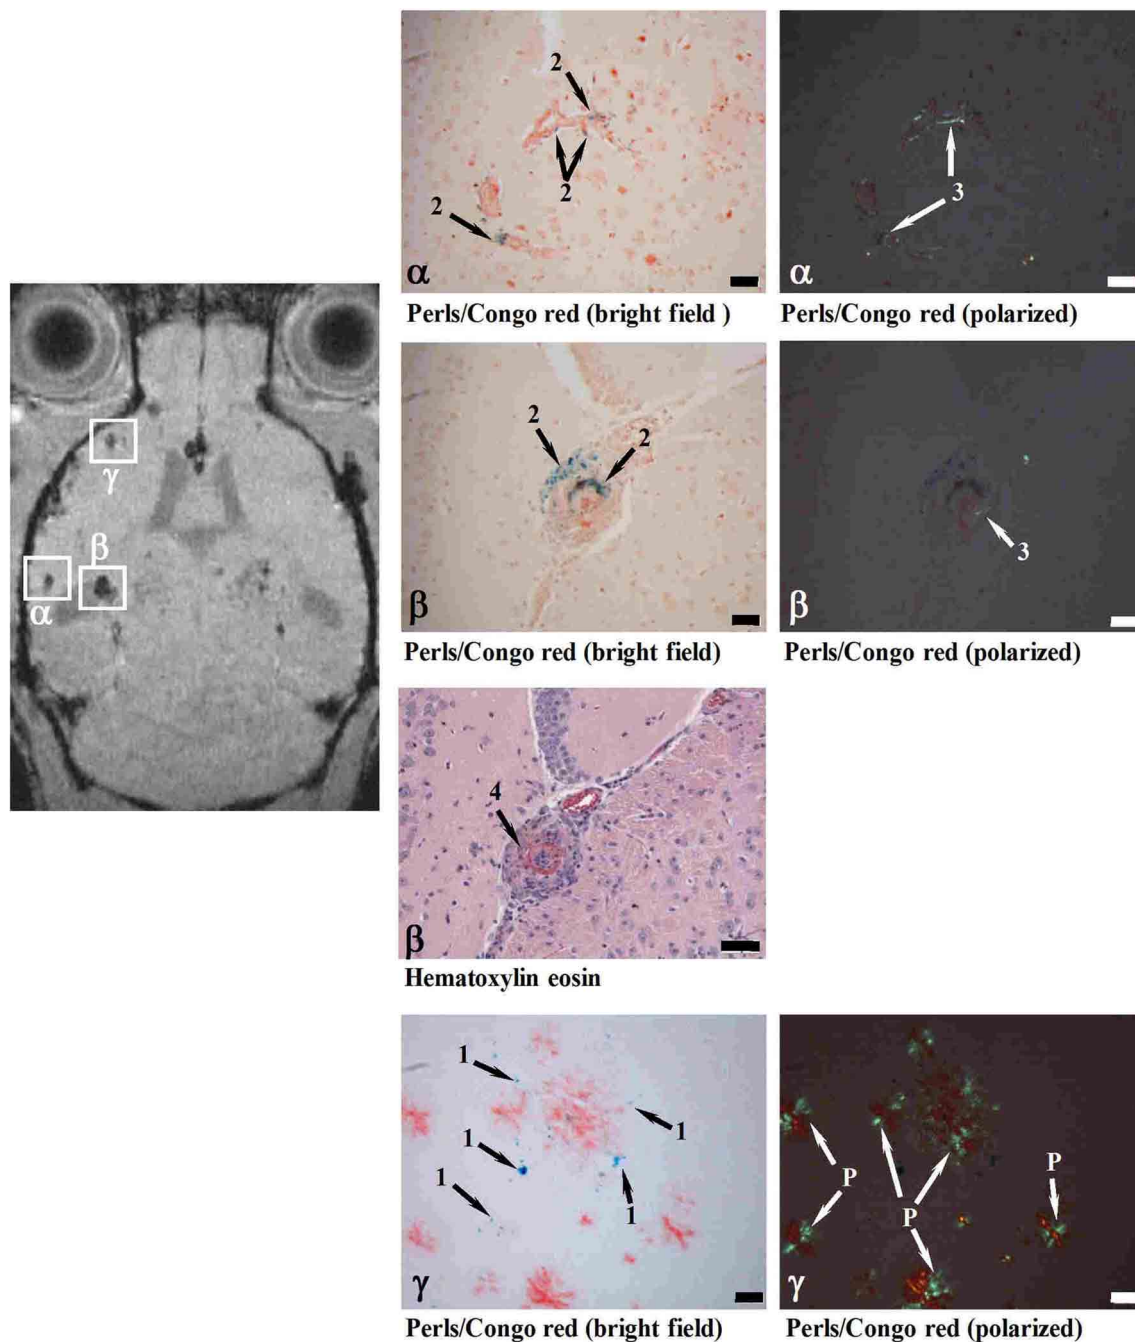 γ
β
α
2
2
2
α
Perls/Congo red (bright field )
3
α
Perls/Congo red (polarized)
2
2
β
Perls/Congo red (bright field)
3
β
Perls/Congo red (polarized)
4
β
Hematoxylin eosin
1
1
1
1
1
γ
Perls/Congo red (bright field)
P
P
P
γ
Perls/Congo red (polarized)